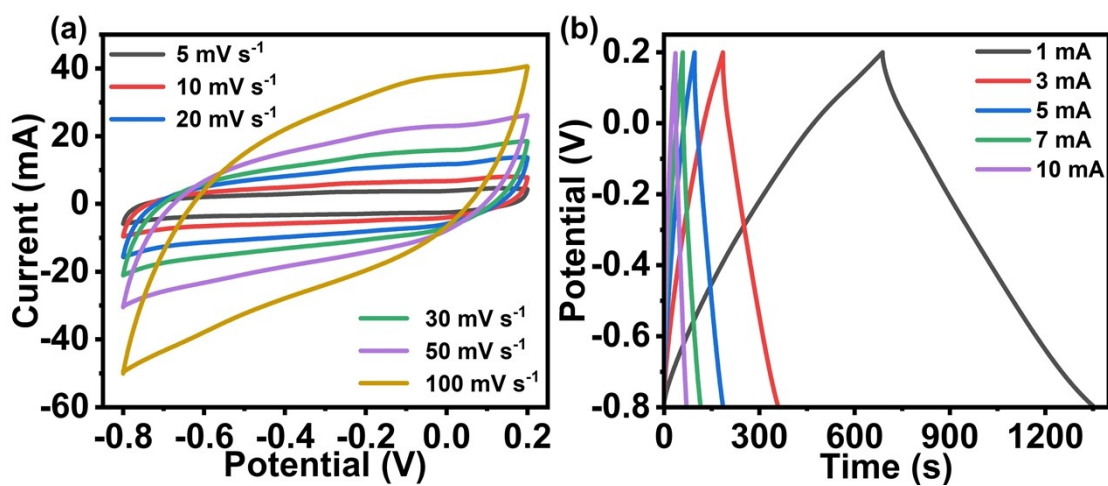 (a)
5 mV s⁻¹
10 mV s⁻¹
20 mV s⁻¹
30 mV s⁻¹
50 mV s⁻¹
100 mV s⁻¹
Current (mA)
40
20
0
-20
-40
-60
-0.8 -0.6 -0.4 -0.2 0.0 0.2
Potential (V)
(b)
1 mA
3 mA
5 mA
7 mA
10 mA
Potential (V)
0.2
0.0
-0.2
-0.4
-0.6
-0.8
0 300 600 900 1200
Time (s)